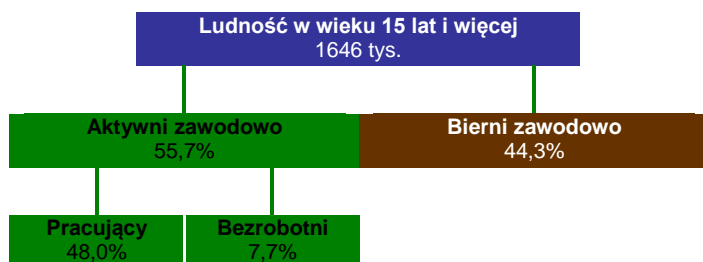 Ludność w wieku 15 lat i więcej
1646 tys.
Aktywni zawodowo
55,7%
Bierni zawodowo
44,3%
Pracujący
48,0%
Bezrobotni
7,7%